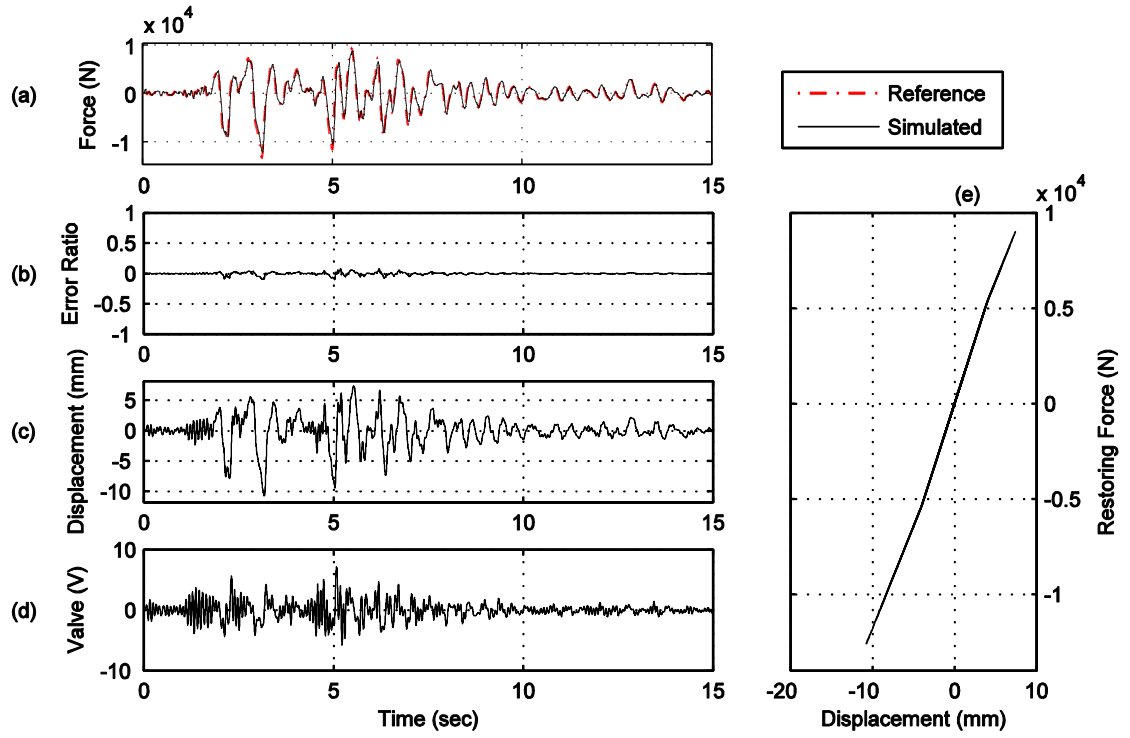 x 10^4
(a)
Force (N)
1
0
-1
0 5 10 15
Reference
Simulated
(b)
Error Ratio
1
0.5
0
-0.5
-1
0 5 10 15
(c)
Displacement (mm)
5
0
-5
-10
0 5 10 15
(d)
Valve (V)
10
0
-10
0 5 10 15
Time (sec)
(e)
x 10^4
1
0.5
0
-0.5
-1
Restoring Force (N)
-20 -10 0 10
Displacement (mm)